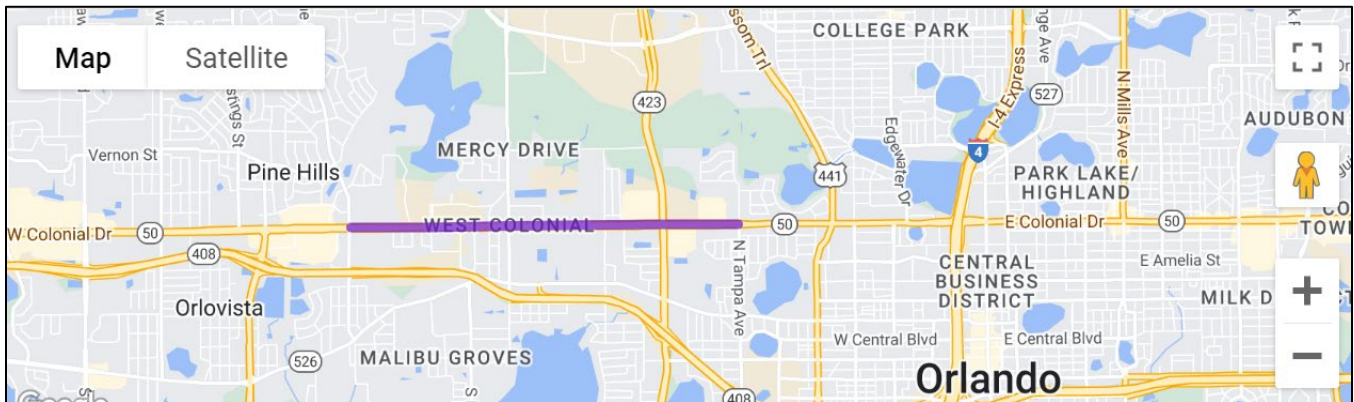 Map
Satellite
COLLEGE PARK
423
527
I-4 Express
N Mills Ave
AUDUBON
Vernon St
MERCY DRIVE
Pine Hills
Edgewater Dr
4
441
PARK LAKE/
HIGHLAND
W Colonial Dr
50
WEST COLONIAL
50
E Colonial Dr
50
408
N Tampa Ave
CENTRAL
BUSINESS
DISTRICT
E Amelia St
Orlovista
MILK D
W Central Blvd
E Central Blvd
526
MALIBU GROVES
Orlando
408
Google